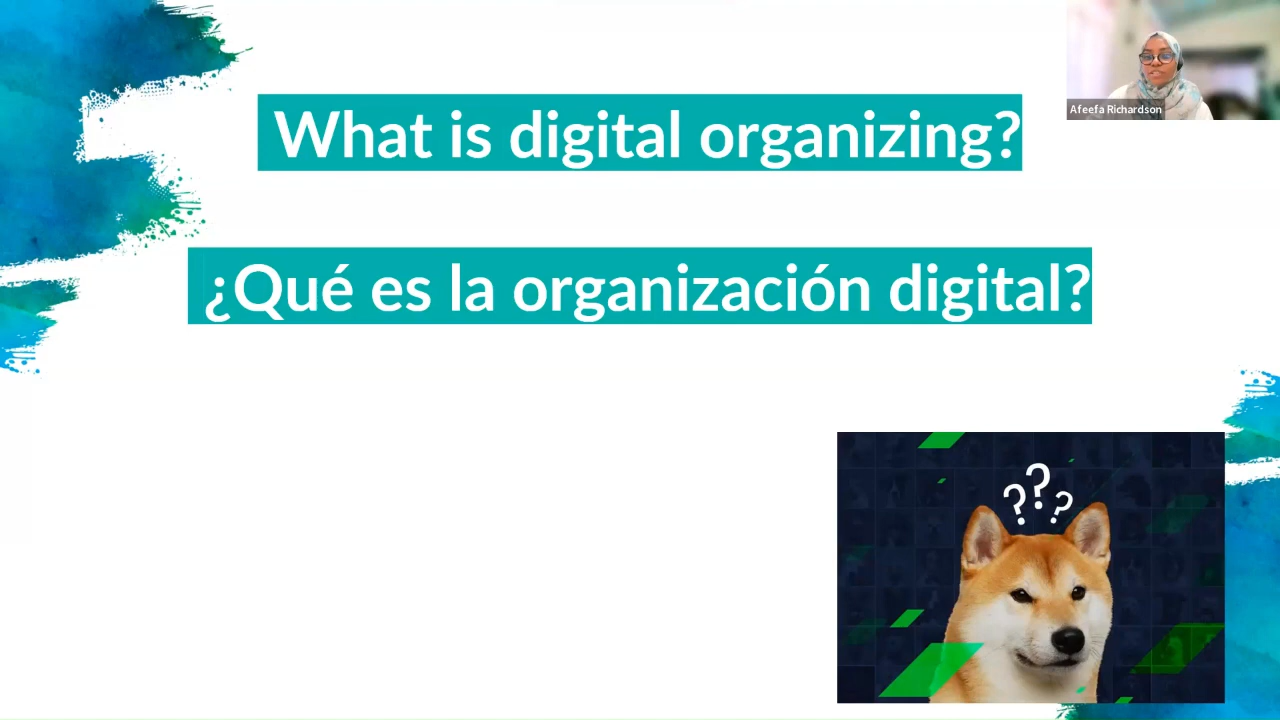 What is digital organizing?
Afeefa Richardson
¿Qué es la organización digital?
???